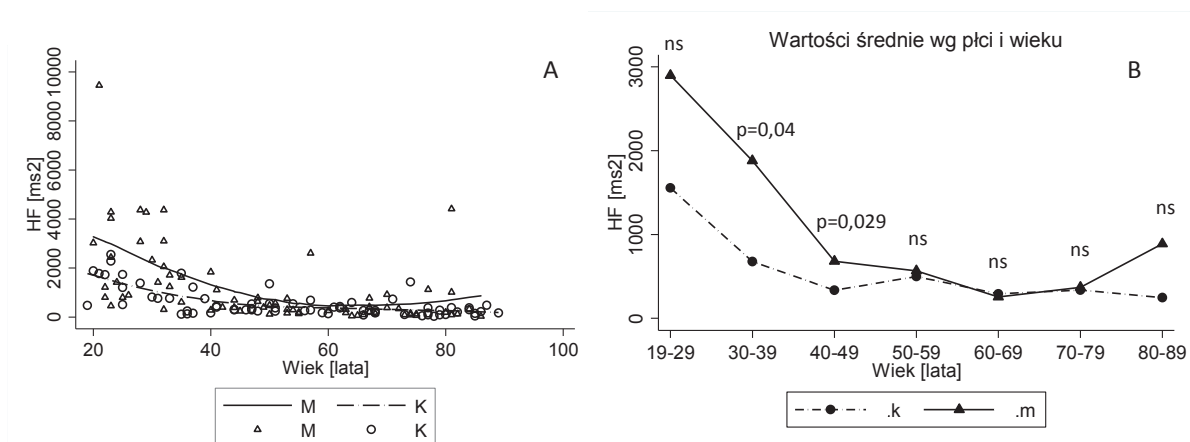 A
HF [ms2]
10000
8000
6000
4000
2000
0
20 40 60 80 100
Wiek [lata]
M K
M K
Wartości średnie wg płci i wieku
B
HF [ms2]
3000
2000
1000
0
ns
p=0,04
p=0,029
ns
ns
ns
ns
19-29 30-39 40-49 50-59 60-69 70-79 80-89
Wiek [lata]
.k .m